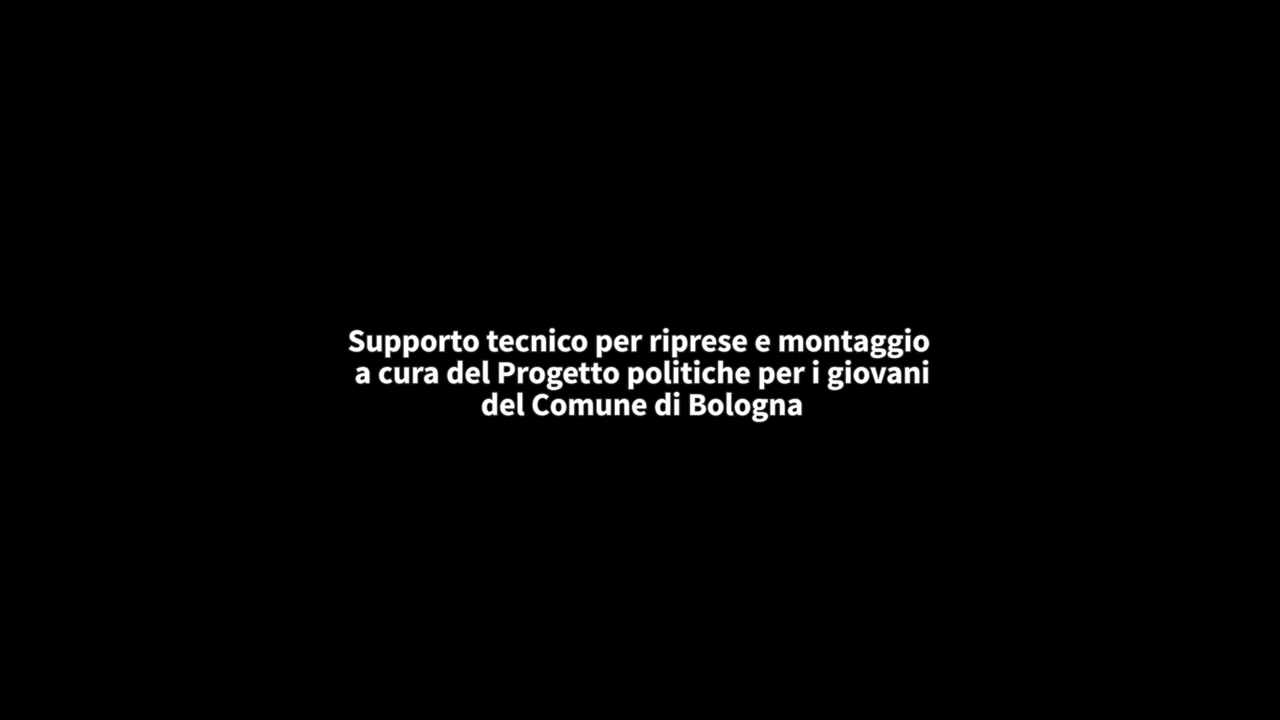 Supporto tecnico per riprese e montaggio
a cura del Progetto politiche per i giovani
del Comune di Bologna